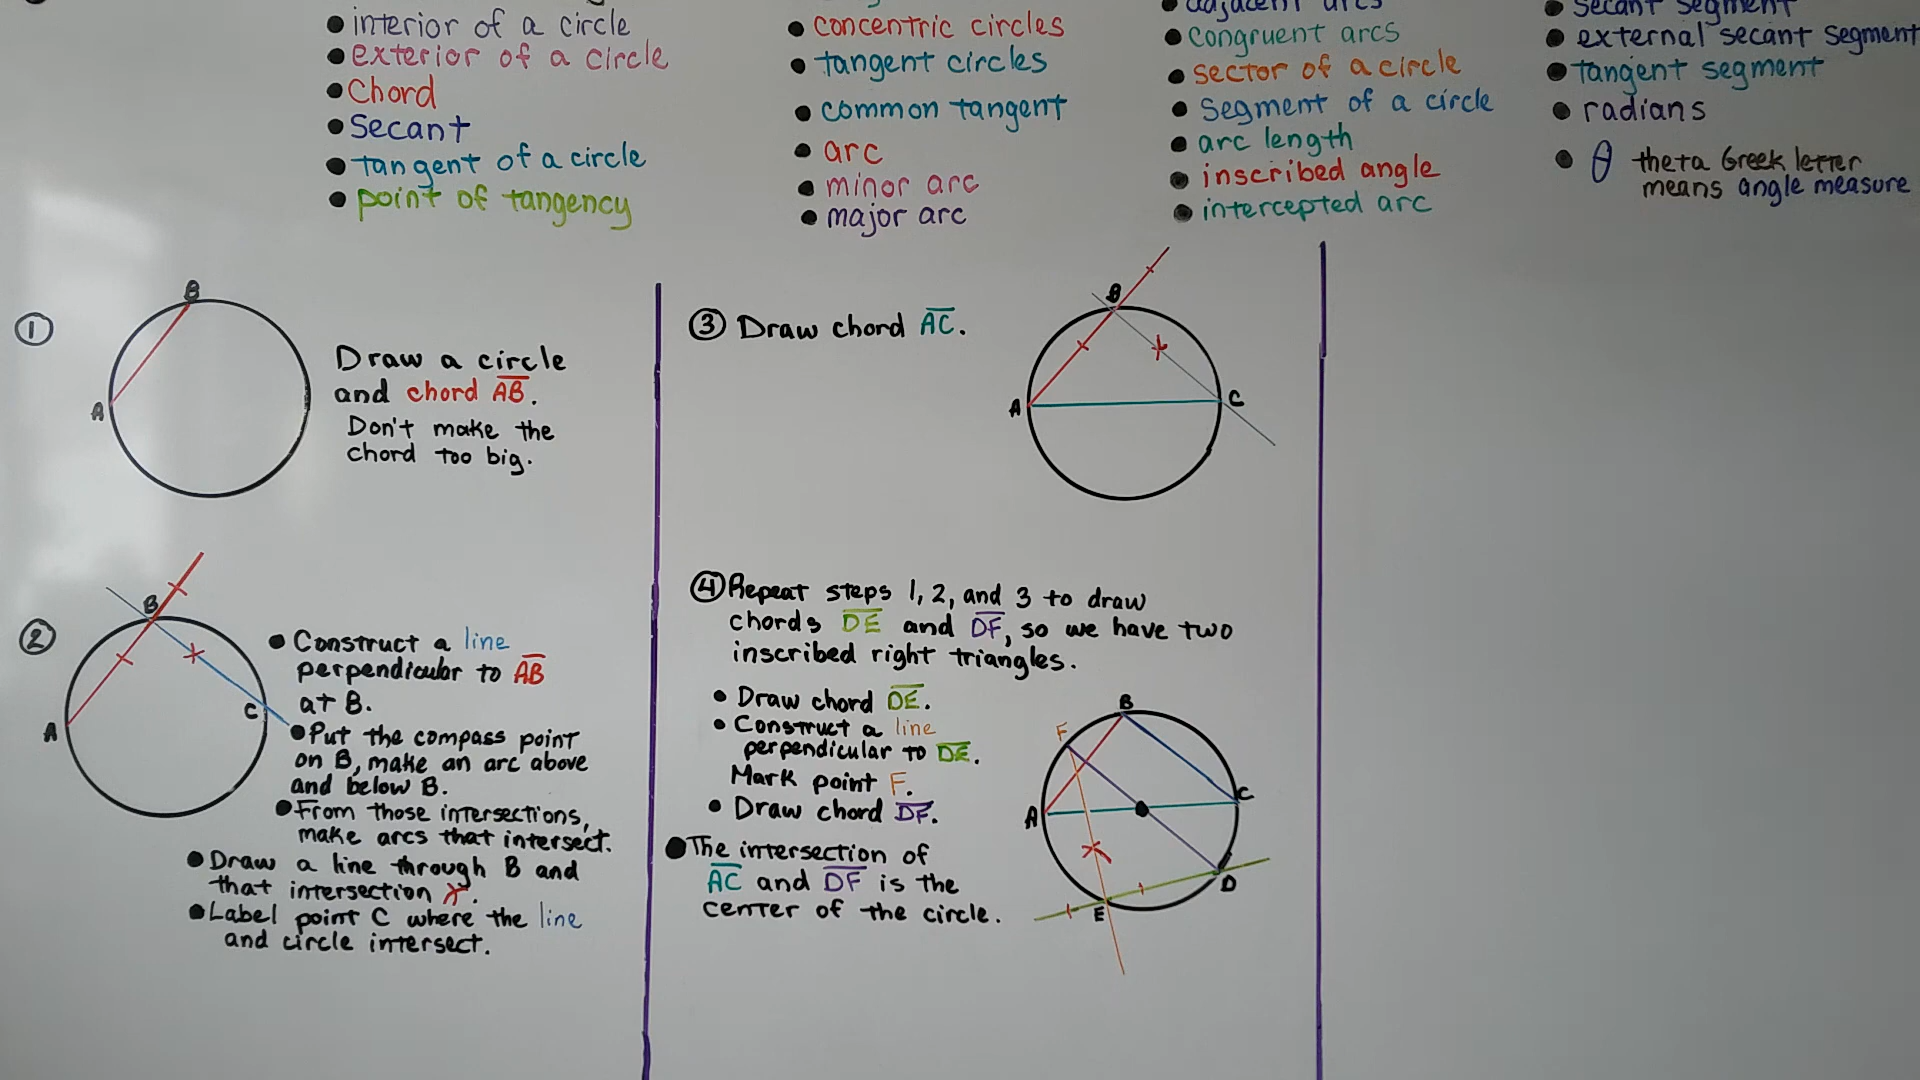 interior of a circle
exterior of a circle
Chord
Secant
tangent of a circle
point of tangency
concentric circles
tangent circles
common tangent
arc
minor arc
major arc
adjacent arcs
congruent arcs
sector of a circle
segment of a circle
arc length
inscribed angle
intercepted arc
secant segment
external secant segment
tangent segment
radians
θ theta Greek letter
means angle measure
①
B
A
Draw a circle
and chord AB.
Don't make the
chord too big.
②
B
A
C
Construct a line
perpendicular to AB
at B.
Put the compass point
on B, make an arc above
and below B.
From those intersections,
make arcs that intersect.
Draw a line through B and
that intersection X.
Label point C where the line
and circle intersect.
③ Draw chord AC.
B
A
C
④ Repeat steps 1, 2, and 3 to draw
chords DE and DF, so we have two
inscribed right triangles.
Draw chord DE.
Construct a line
perpendicular to DE.
Mark point F.
Draw chord DF.
The intersection of
AC and DF is the
center of the circle.
B
F
A
C
D
E